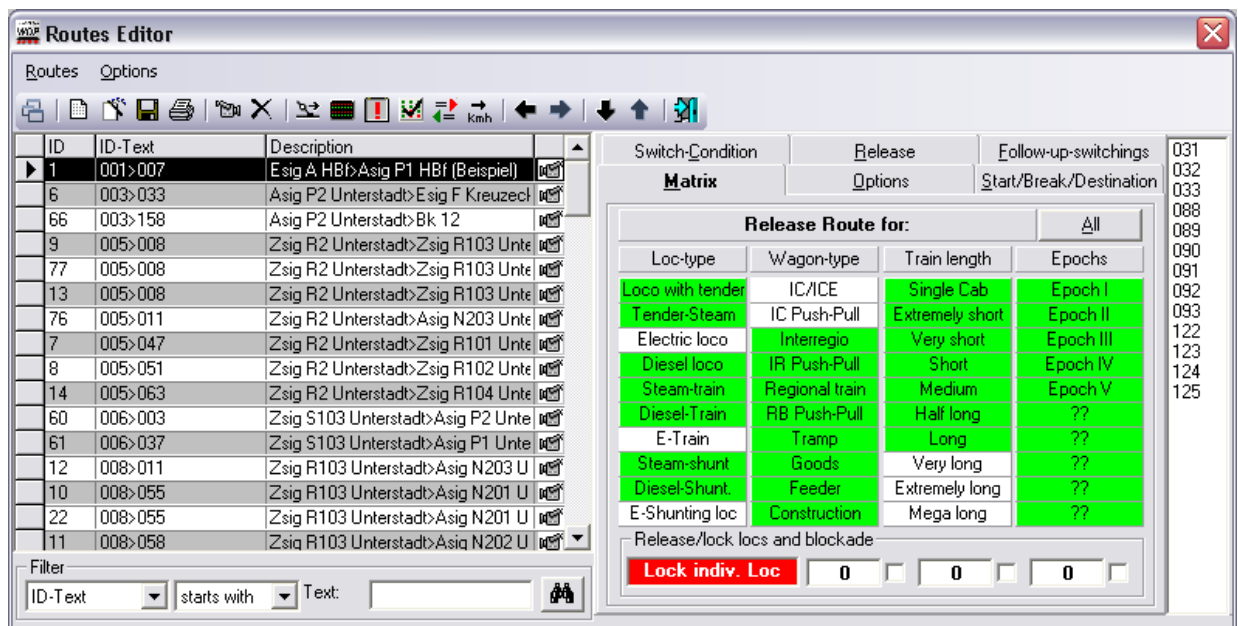 Routes Editor
Routes Options
kmh
ID ID-Text Description
1 001>007 Esig A HBf>Asig P1 HBf (Beispiel)
6 003>033 Asig P2 Unterstadt>Esig F Kreuzeck
66 003>158 Asig P2 Unterstadt>Bk 12
9 005>008 Zsig R2 Unterstadt>Zsig R103 Unte
77 005>008 Zsig R2 Unterstadt>Zsig R103 Unte
13 005>008 Zsig R2 Unterstadt>Zsig R103 Unte
76 005>011 Zsig R2 Unterstadt>Asig N203 Unte
7 005>047 Zsig R2 Unterstadt>Zsig R101 Unte
8 005>051 Zsig R2 Unterstadt>Zsig R102 Unte
14 005>063 Zsig R2 Unterstadt>Zsig R104 Unte
60 006>003 Zsig S103 Unterstadt>Asig P2 Unte
61 006>037 Zsig S103 Unterstadt>Asig P1 Unte
12 008>011 Zsig R103 Unterstadt>Asig N203 U
10 008>055 Zsig R103 Unterstadt>Asig N201 U
22 008>055 Zsig R103 Unterstadt>Asig N201 U
11 008>058 Zsig R103 Unterstadt>Asig N202 U
Filter
ID-Text starts with Text:
Switch-Condition Release Follow-up-switchings
Matrix Options Start/Break/Destination
Release Route for: All
Loc-type Wagon-type Train length Epochs
Loco with tender IC/ICE Single Cab Epoch I
Tender-Steam IC Push-Pull Extremely short Epoch II
Electric loco Interregio Very short Epoch III
Diesel loco IR Push-Pull Short Epoch IV
Steam-train Regional train Medium Epoch V
Diesel-Train RB Push-Pull Half long ??
E-Train Tramp Long ??
Steam-shunt Goods Very long ??
Diesel-Shunt. Feeder Extremely long ??
E-Shunting loc Construction Mega long ??
Release/lock locs and blockade
Lock indiv. Loc 0 0 0
031
032
033
088
089
090
091
092
093
122
123
124
125